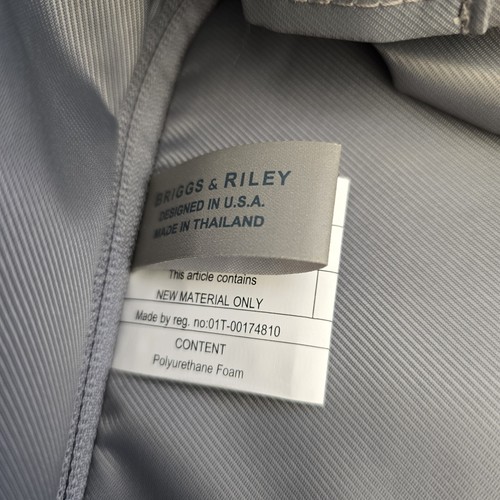 BRIGGS & RILEY
DESIGNED IN U.S.A.
MADE IN THAILAND
This article contains
NEW MATERIAL ONLY
Made by reg. no:01T-00174810
CONTENT
Polyurethane Foam